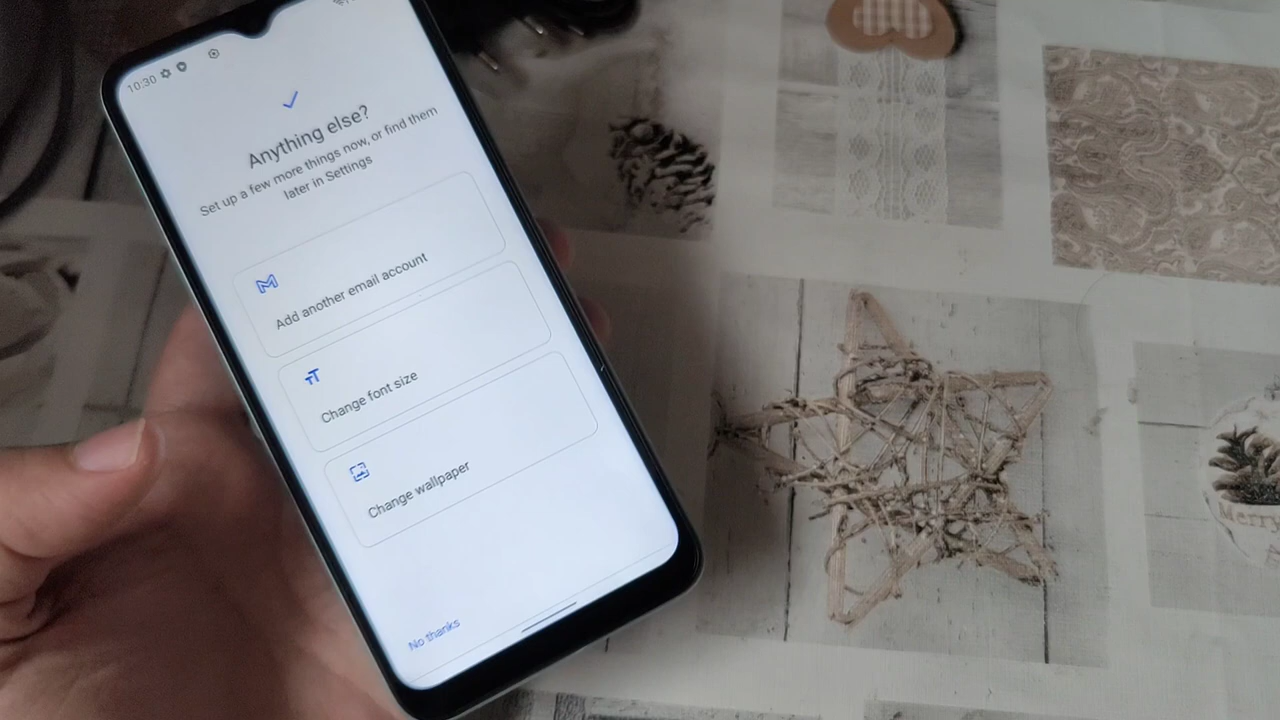 10:30
Anything else?
Set up a few more things now, or find them
later in Settings
Add another email account
Change font size
Change wallpaper
No thanks
Merry